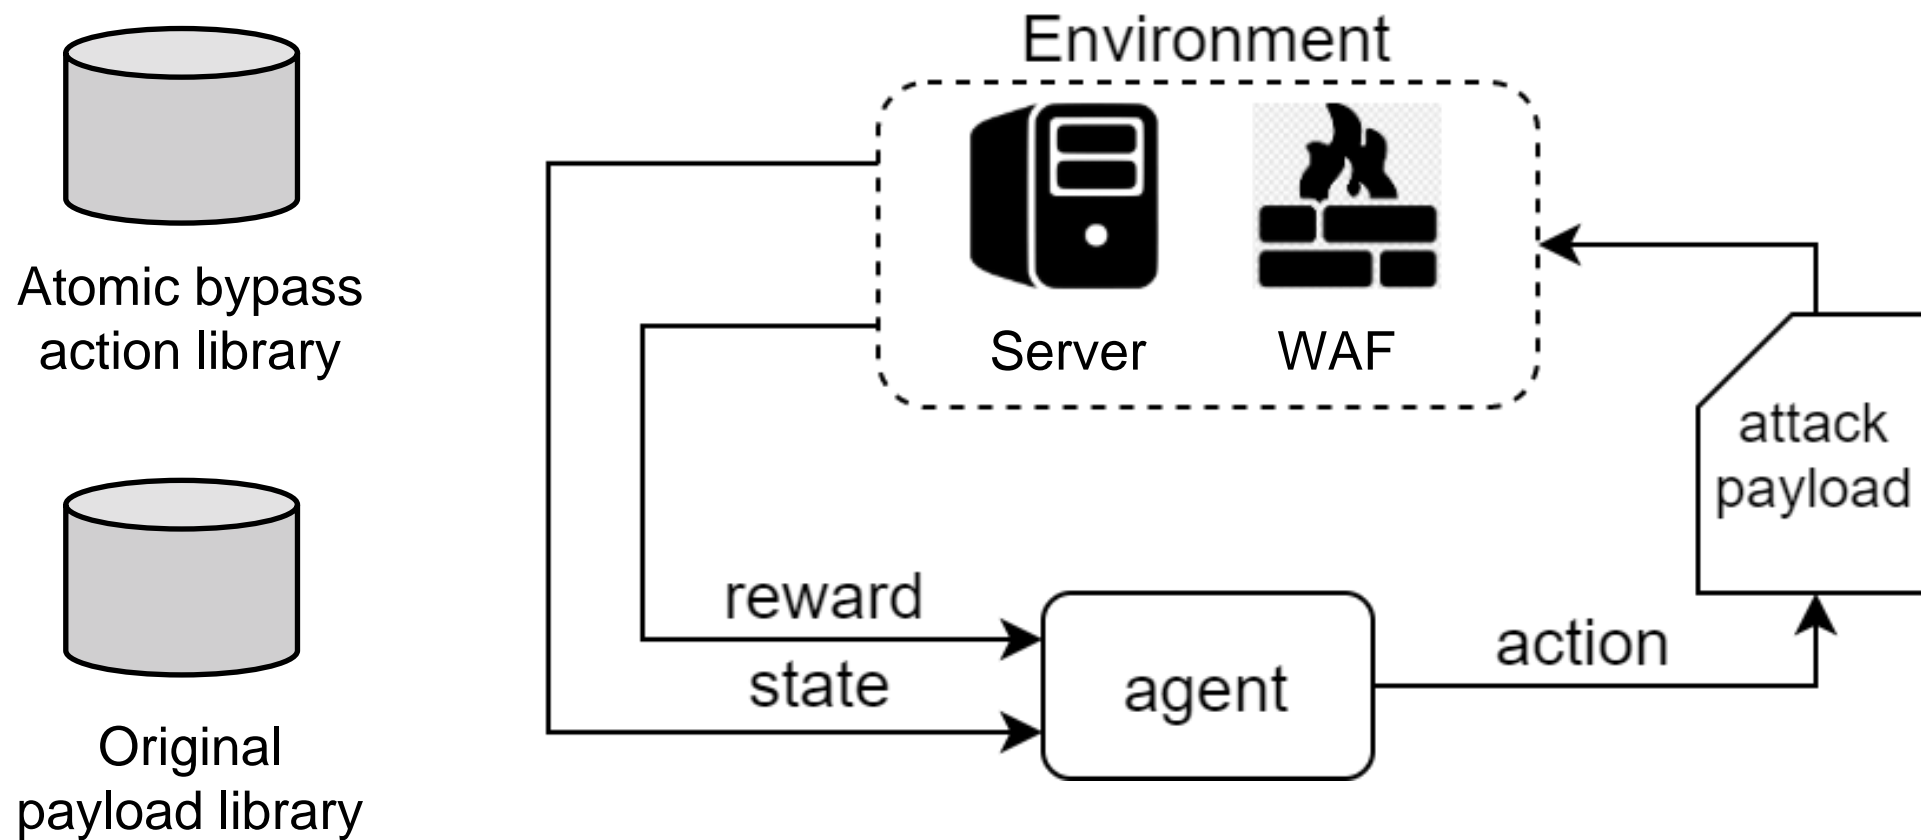 Environment
Atomic bypass
action library
Server
WAF
attack
payload
reward
state
agent
action
Original
payload library